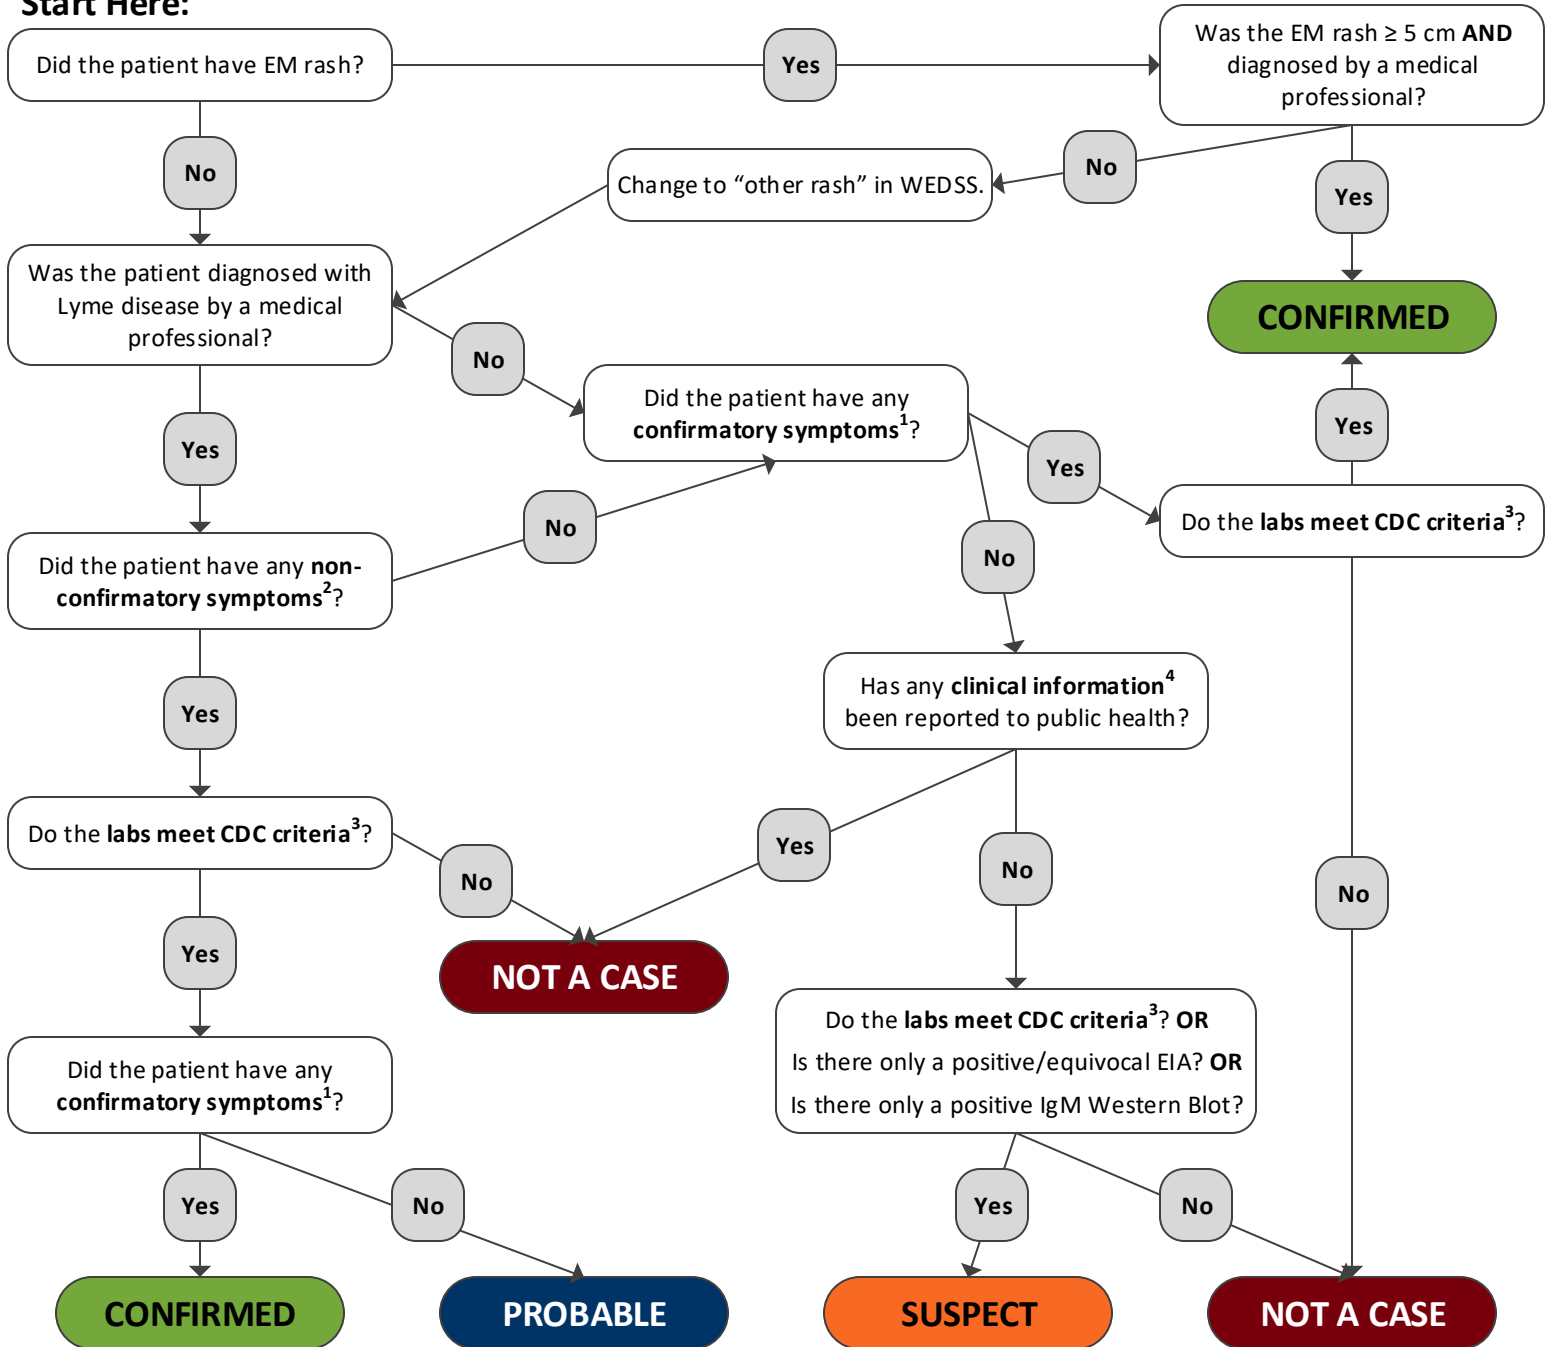 Start Here:
Did the patient have EM rash?
Yes
Was the EM rash ≥ 5 cm AND
diagnosed by a medical
professional?
No
Change to “other rash” in WEDSS.
No
Yes
Was the patient diagnosed with
Lyme disease by a medical
professional?
CONFIRMED
No
Did the patient have any
confirmatory symptoms1?
Yes
Yes
Yes
Do the labs meet CDC criteria3?
No
No
Did the patient have any non-
confirmatory symptoms2?
Has any clinical information4
been reported to public health?
Yes
Do the labs meet CDC criteria3?
No
Yes
No
No
Yes
NOT A CASE
Do the labs meet CDC criteria3? OR
Is there only a positive/equivocal EIA? OR
Is there only a positive IgM Western Blot?
Did the patient have any
confirmatory symptoms1?
Yes
No
Yes
No
CONFIRMED
PROBABLE
SUSPECT
NOT A CASE